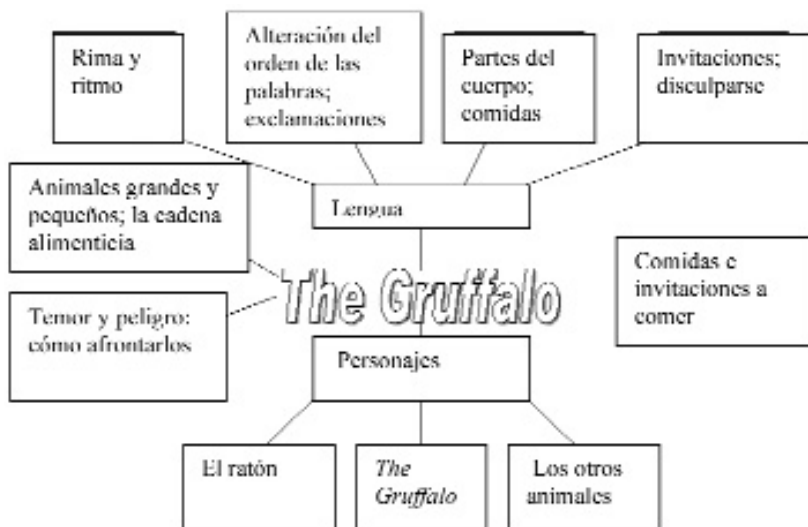 Rima y
ritmo
Alteración del
orden de las
palabras;
exclamaciones
Partes del
cuerpo;
comidas
Invitaciones;
disculparse
Animales grandes y
pequeños; la cadena
alimenticia
Lengua
Comidas e
invitaciones a
comer
The Gruffalo
Temor y peligro:
cómo afrontarlos
Personajes
El ratón
The
Gruffalo
Los otros
animales